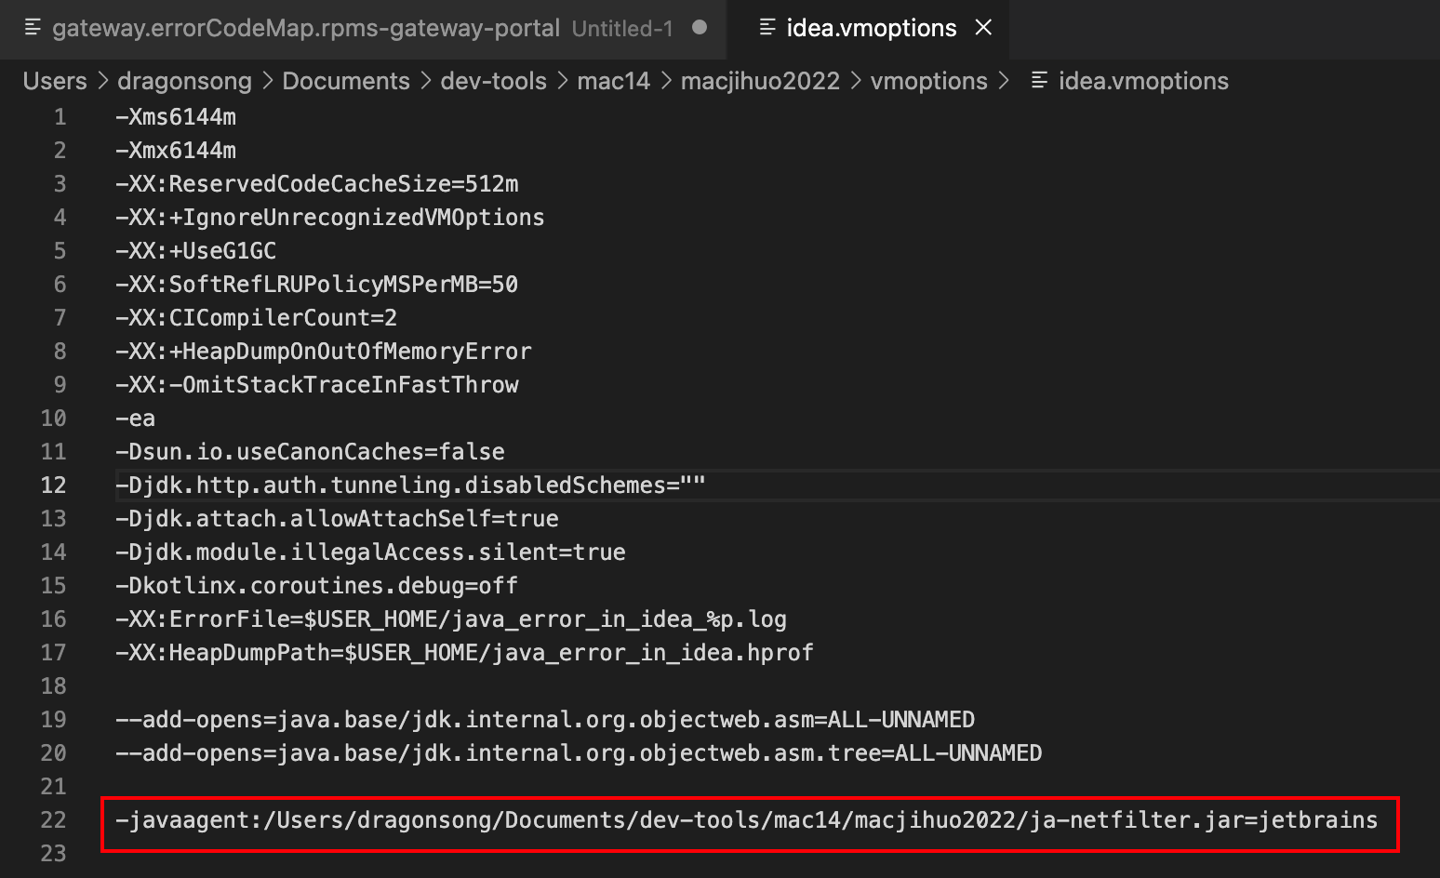 gateway.errorCodeMap.rpms-gateway-portal Untitled-1 idea.vmoptions
Users > dragonsong > Documents > dev-tools > mac14 > macjihuo2022 > vmoptions > idea.vmoptions
1 -Xms6144m
2 -Xmx6144m
3 -XX:ReservedCodeCacheSize=512m
4 -XX:+IgnoreUnrecognizedVMOptions
5 -XX:+UseG1GC
6 -XX:SoftRefLRUPolicyMSPerMB=50
7 -XX:CICompilerCount=2
8 -XX:+HeapDumpOnOutOfMemoryError
9 -XX:-OmitStackTraceInFastThrow
10 -ea
11 -Dsun.io.useCanonCaches=false
12 -Djdk.http.auth.tunneling.disabledSchemes=""
13 -Djdk.attach.allowAttachSelf=true
14 -Djdk.module.illegalAccess.silent=true
15 -Dkotlinx.coroutines.debug=off
16 -XX:ErrorFile=$USER_HOME/java_error_in_idea_%p.log
17 -XX:HeapDumpPath=$USER_HOME/java_error_in_idea.hprof
18
19 --add-opens=java.base/jdk.internal.org.objectweb.asm=ALL-UNNAMED
20 --add-opens=java.base/jdk.internal.org.objectweb.asm.tree=ALL-UNNAMED
21
22 -javaagent:/Users/dragonsong/Documents/dev-tools/mac14/macjihuo2022/ja-netfilter.jar=jetbrains
23